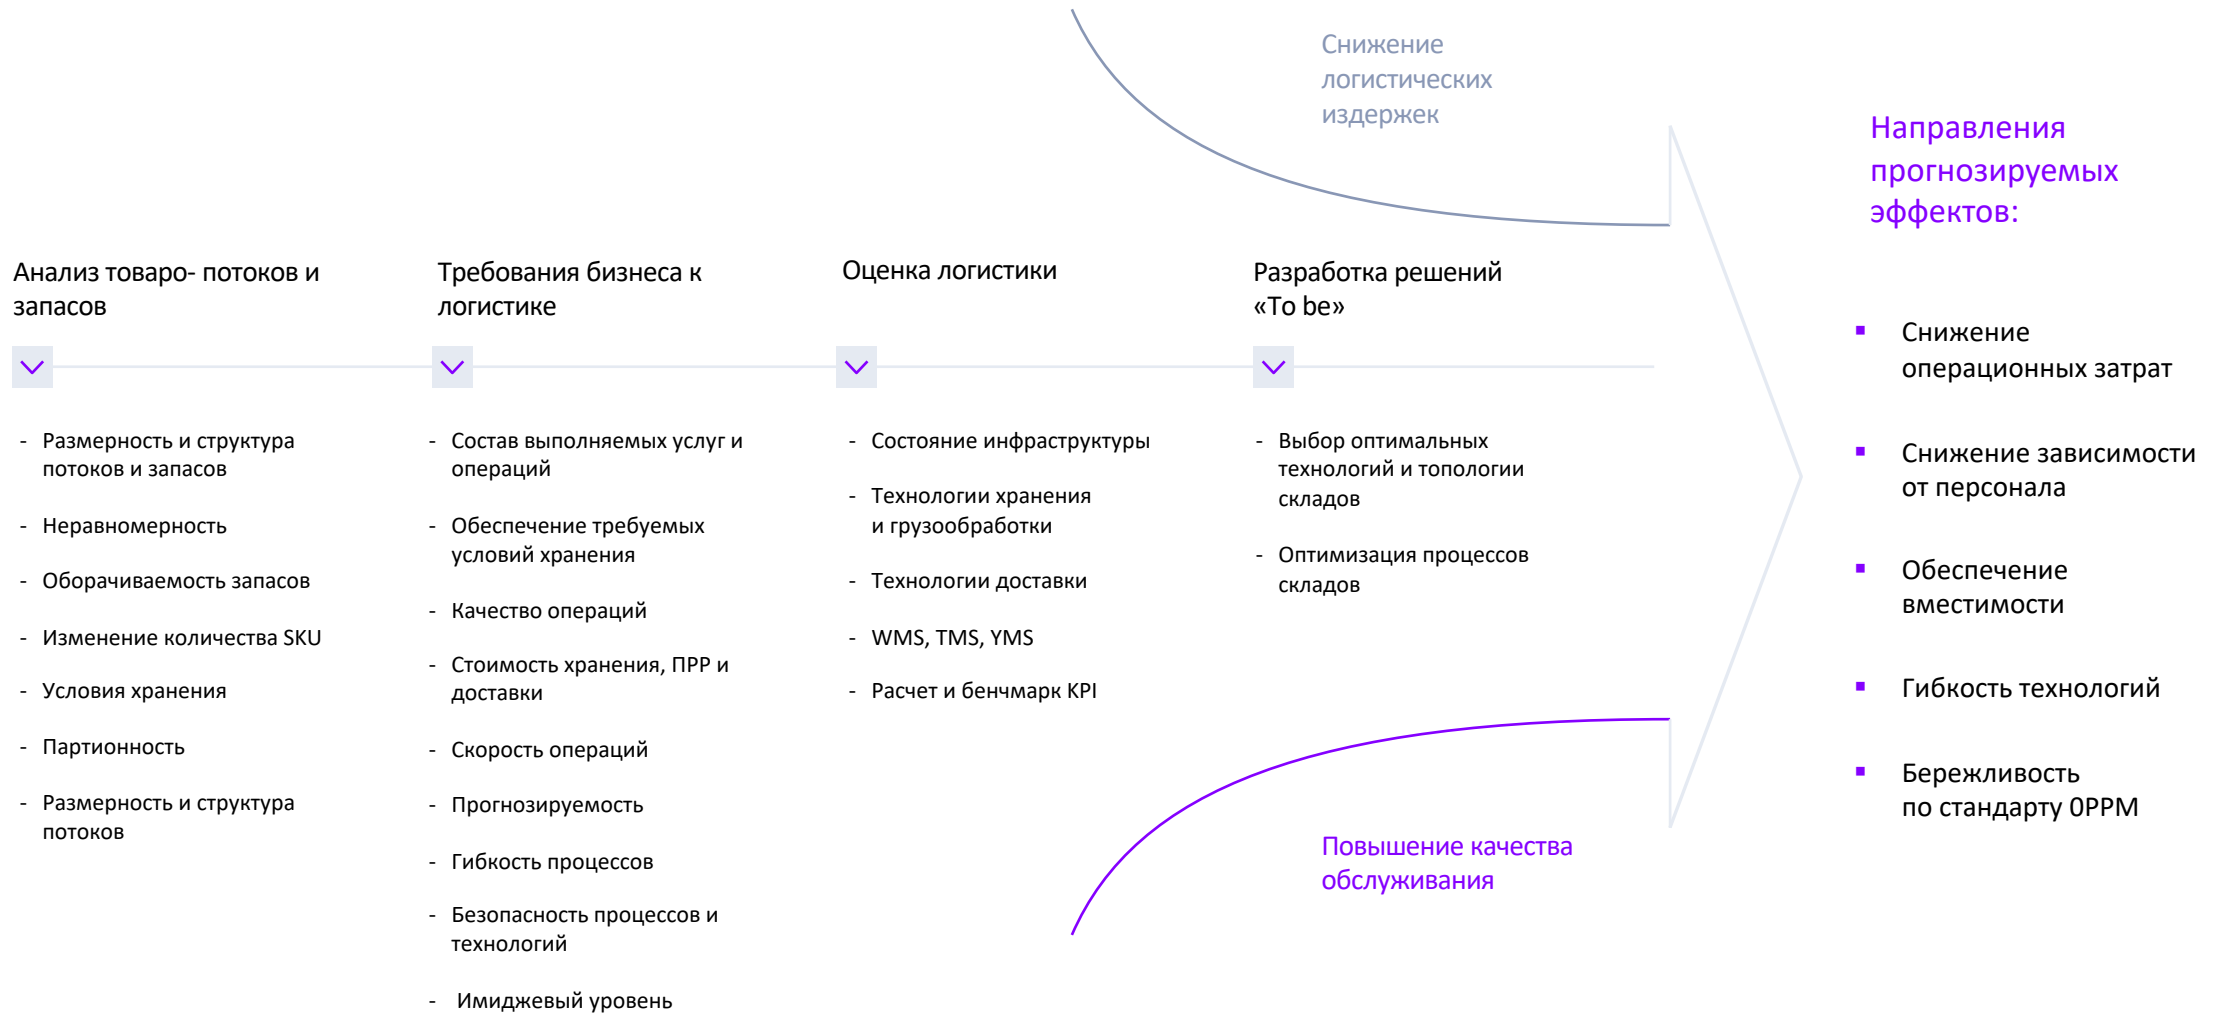 Снижение
логистических
издержек
Направления
прогнозируемых
эффектов:
Анализ товаро- потоков и
запасов
Требования бизнеса к
логистике
Оценка логистики
Разработка решений
«To be»
- Размерность и структура
потоков и запасов
- Неравномерность
- Оборачиваемость запасов
- Изменение количества SKU
- Условия хранения
- Партионность
- Размерность и структура
потоков
- Состав выполняемых услуг и
операций
- Обеспечение требуемых
условий хранения
- Качество операций
- Стоимость хранения, ПРР и
доставки
- Скорость операций
- Прогнозируемость
- Гибкость процессов
- Безопасность процессов и
технологий
- Имиджевый уровень
- Состояние инфраструктуры
- Технологии хранения
и грузообработки
- Технологии доставки
- WMS, TMS, YMS
- Расчет и бенчмарк KPI
- Выбор оптимальных
технологий и топологии
складов
- Оптимизация процессов
складов
Повышение качества
обслуживания
▪ Снижение
операционных затрат
▪ Снижение зависимости
от персонала
▪ Обеспечение
вместимости
▪ Гибкость технологий
▪ Бережливость
по стандарту 0PPM